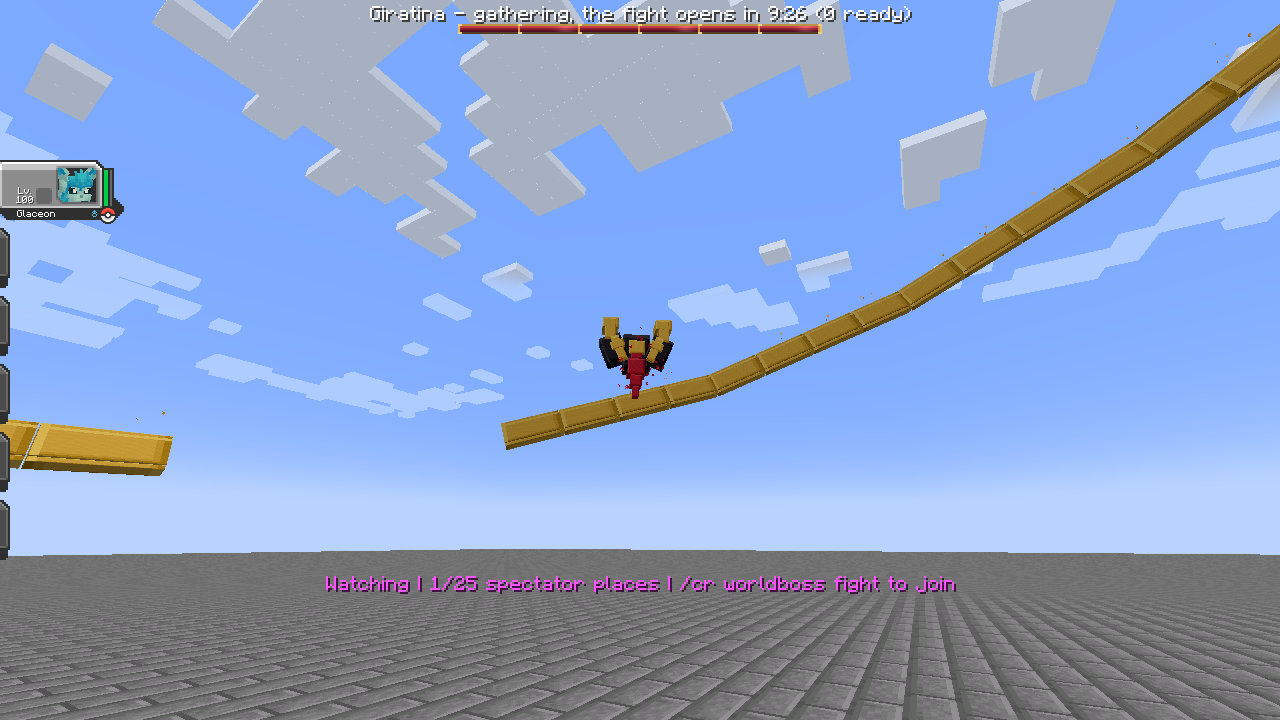 Giratina – gathering, the fight opens in 9:36 (0 ready)
Lv.
100
Glaceon
Watching | 1/25 spectator places | /cr worldboss fight to join